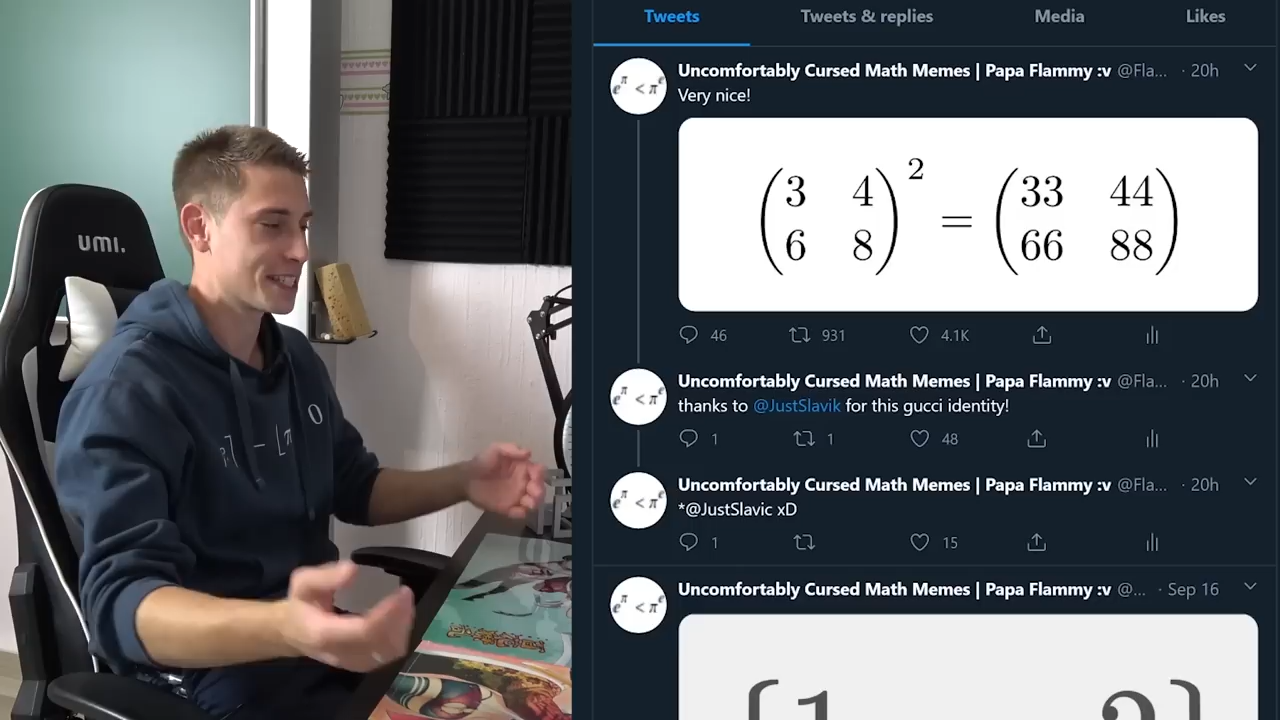 Tweets Tweets & replies Media Likes
Uncomfortably Cursed Math Memes | Papa Flammy :v @Fla... · 20h
Very nice!
(3 4
6 8)² = (33 44
66 88)
46 931 4.1K
Uncomfortably Cursed Math Memes | Papa Flammy :v @Fla... · 20h
thanks to @JustSlavik for this gucci identity!
1 1 48
Uncomfortably Cursed Math Memes | Papa Flammy :v @Fla... · 20h
*@JustSlavic xD
1 15
Uncomfortably Cursed Math Memes | Papa Flammy :v @... · Sep 16
e^π < π^e
UMI.